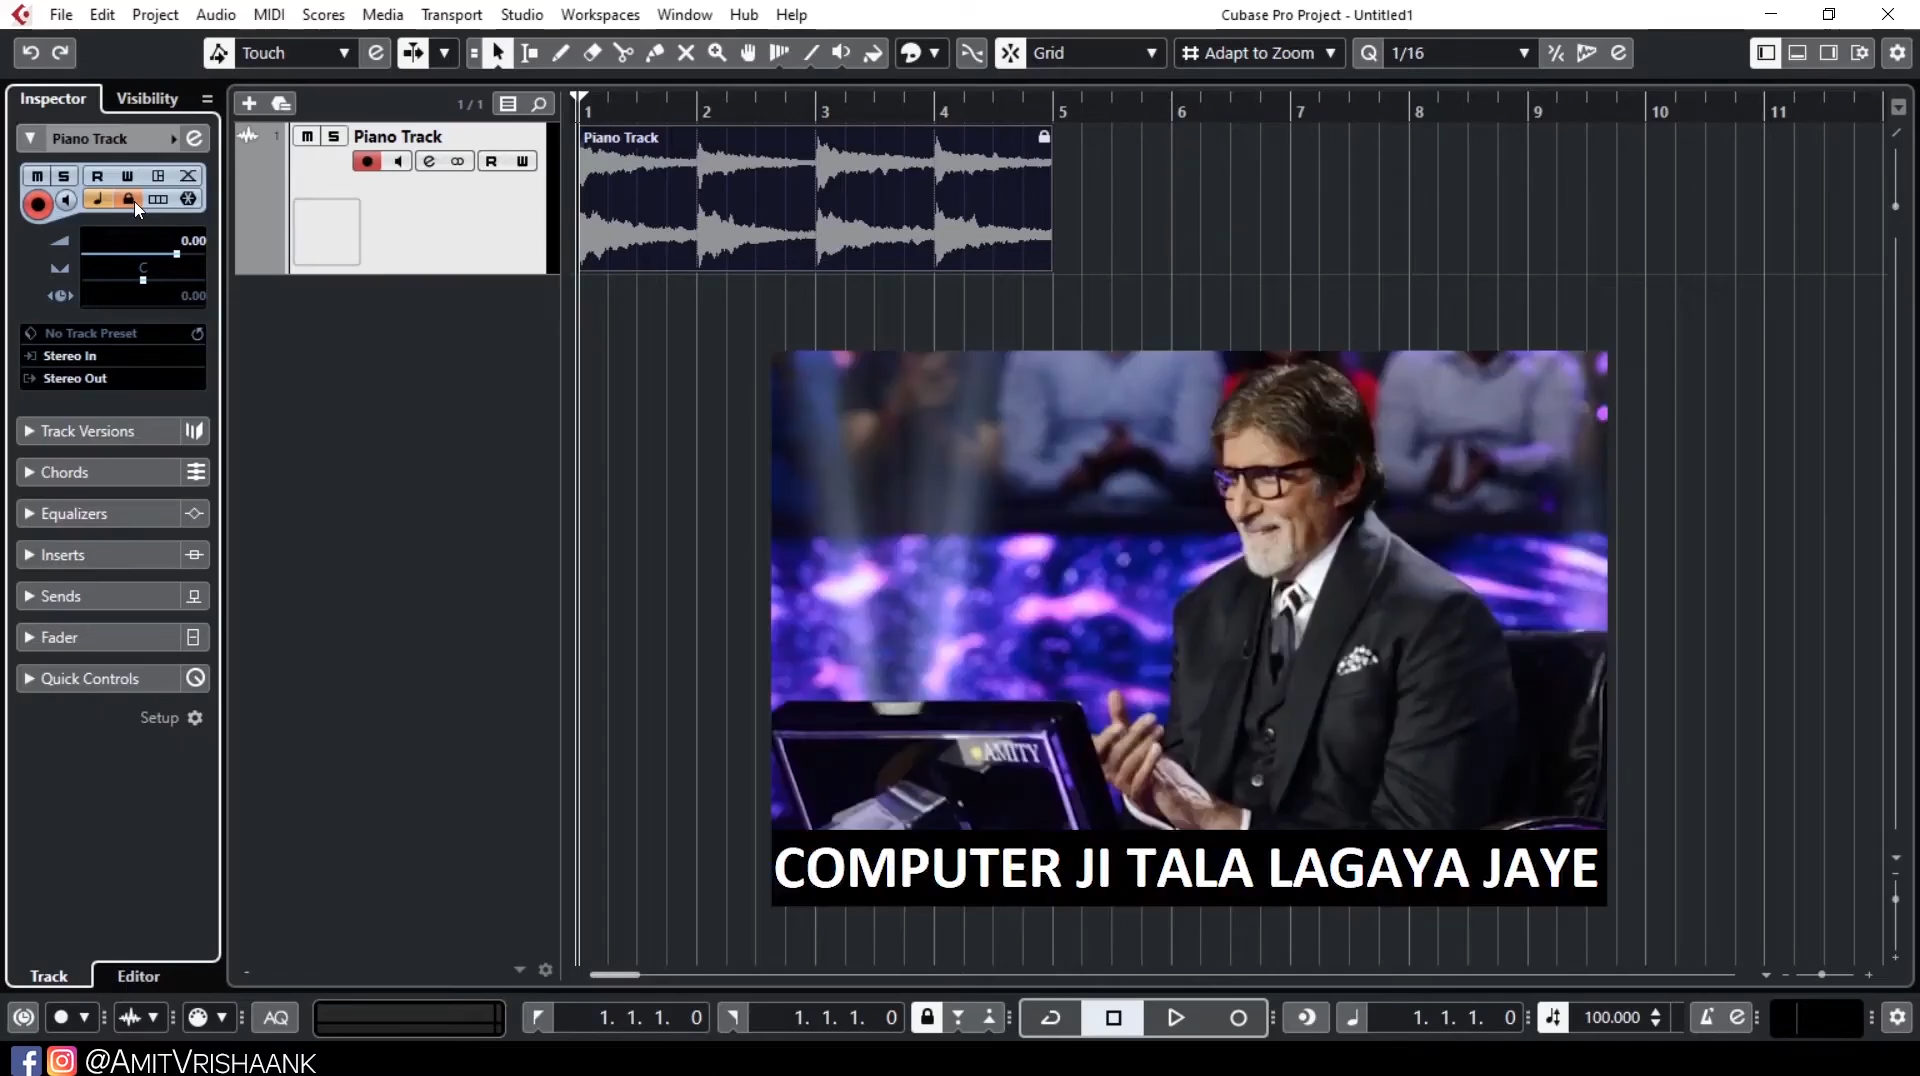 File Edit Project Audio MIDI Scores Media Transport Studio Workspaces Window Hub Help
Cubase Pro Project - Untitled1
Touch Grid Adapt to Zoom Q 1/16
Inspector Visibility
1 / 1
1 2 3 4 5 6 7 8 9 10 11
Piano Track
M S R W
0.00
C
0.00
1 M S Piano Track
R W
Piano Track
No Track Preset
Stereo In
Stereo Out
Track Versions
Chords
Equalizers
Inserts
Sends
Fader
Quick Controls
Setup
AMITY
COMPUTER JI TALA LAGAYA JAYE
Track Editor
AQ 1. 1. 1. 0 1. 1. 1. 0 1. 1. 1. 0 100.000
f @AMITVRISHAANK